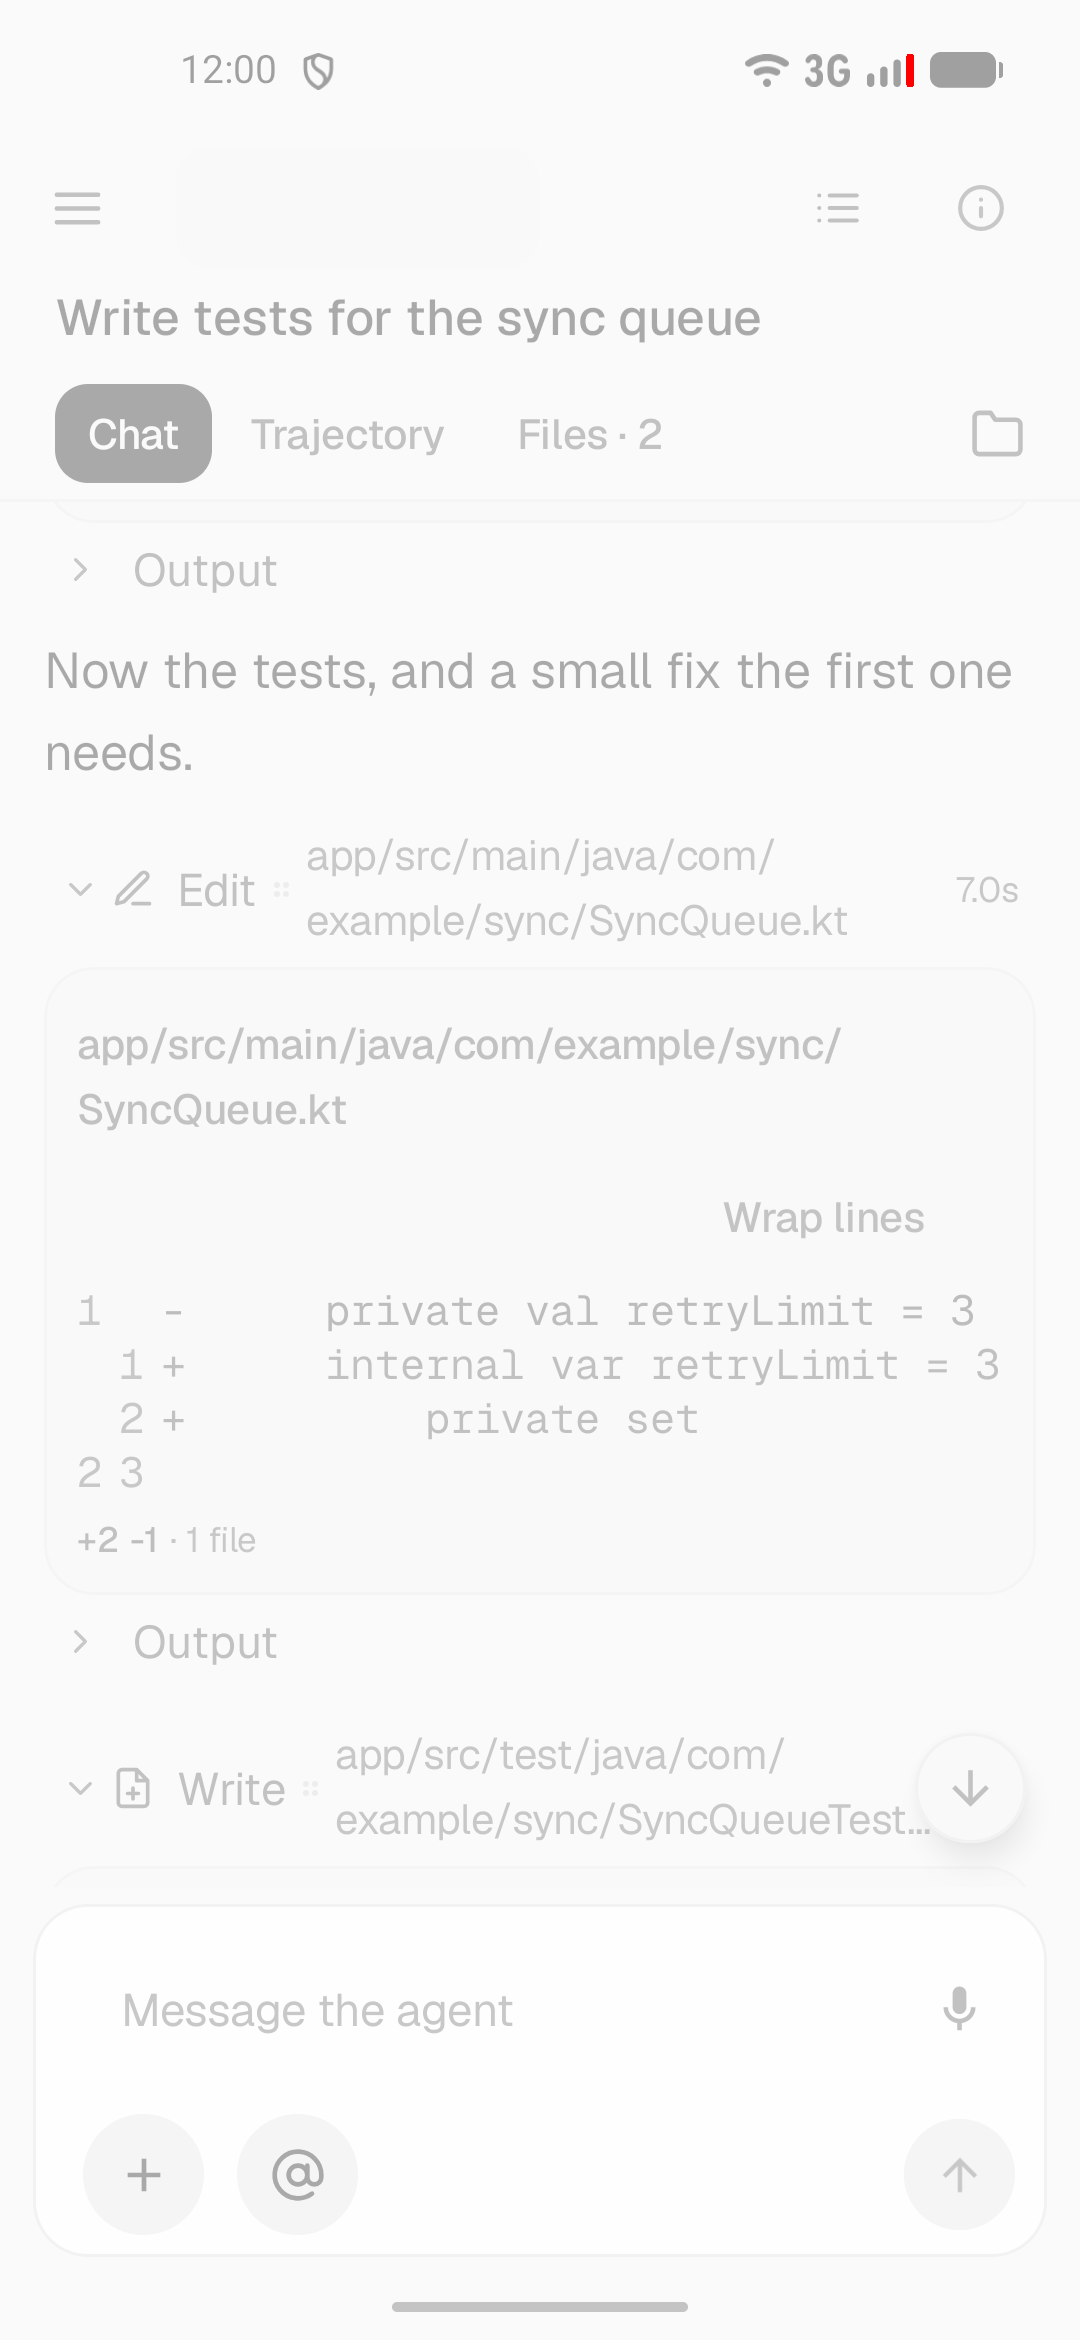 12:00
3G
Write tests for the sync queue
Chat
Trajectory
Files · 2
Output
Now the tests, and a small fix the first one
needs.
Edit
app/src/main/java/com/
example/sync/SyncQueue.kt
7.0s
app/src/main/java/com/example/sync/
SyncQueue.kt
Wrap lines
1 - private val retryLimit = 3
1 + internal var retryLimit = 3
2 + private set
2 3
+2 -1 · 1 file
Output
Write
app/src/test/java/com/
example/sync/SyncQueueTest...
Message the agent